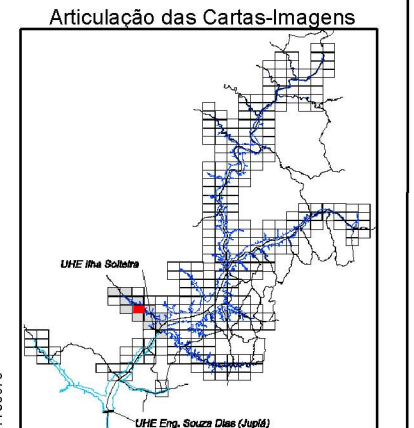 Articulação das Cartas-Imagens
UHE Ilha Solteira
UHE Eng. Souza Dias (Jupiá)